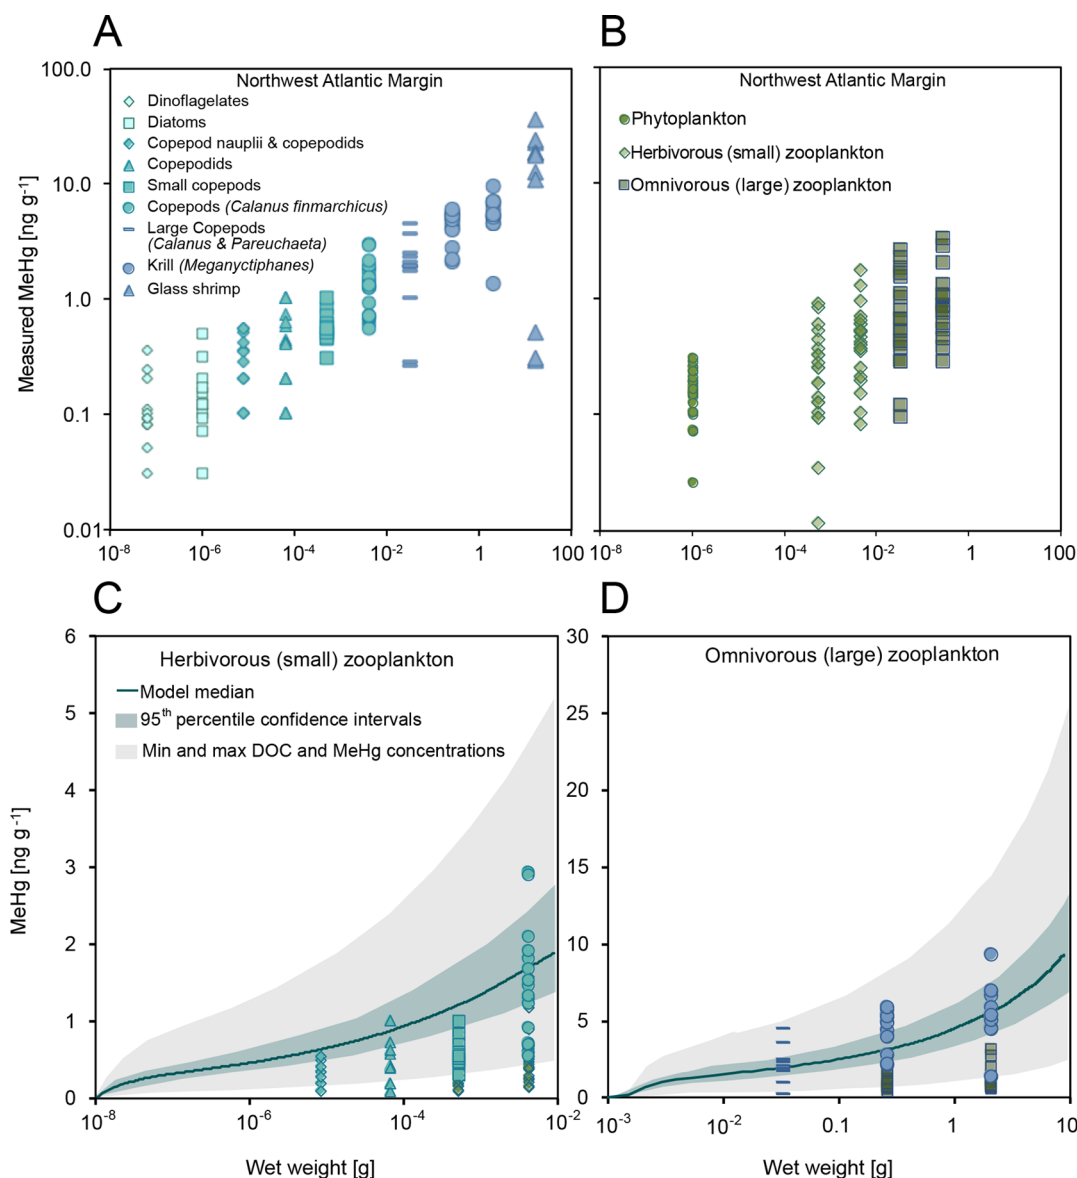 A
Northwest Atlantic Margin
100.0
10.0
1.0
0.1
0.01
Measured MeHg [ng g-1]
Dinoflagelates
Diatoms
Copepod nauplii & copepodids
Copepodids
Small copepods
Copepods (Calanus finmarchicus)
Large Copepods
(Calanus & Pareuchaeta)
Krill (Meganyctiphanes)
Glass shrimp
10-8 10-6 10-4 10-2 1 100
B
Northwest Atlantic Margin
Phytoplankton
Herbivorous (small) zooplankton
Omnivorous (large) zooplankton
10-8 10-6 10-4 10-2 1 100
C
Herbivorous (small) zooplankton
Model median
95th percentile confidence intervals
Min and max DOC and MeHg concentrations
6
5
4
3
2
1
0
MeHg [ng g-1]
10-8 10-6 10-4 10-2
Wet weight [g]
D
Omnivorous (large) zooplankton
30
25
20
15
10
5
0
10-3 10-2 0.1 1 10
Wet weight [g]